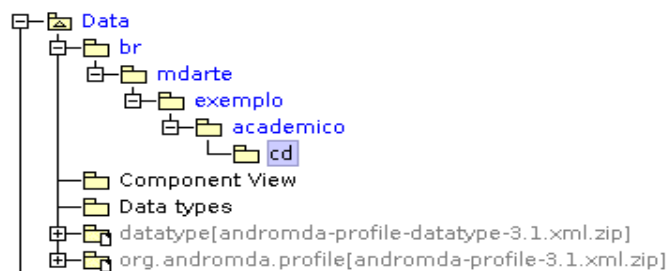 Data
br
mdarte
exemplo
academico
cd
Component View
Data types
datatype[andromda-profile-datatype-3.1.xml.zip]
org.andromda.profile[andromda-profile-3.1.xml.zip]